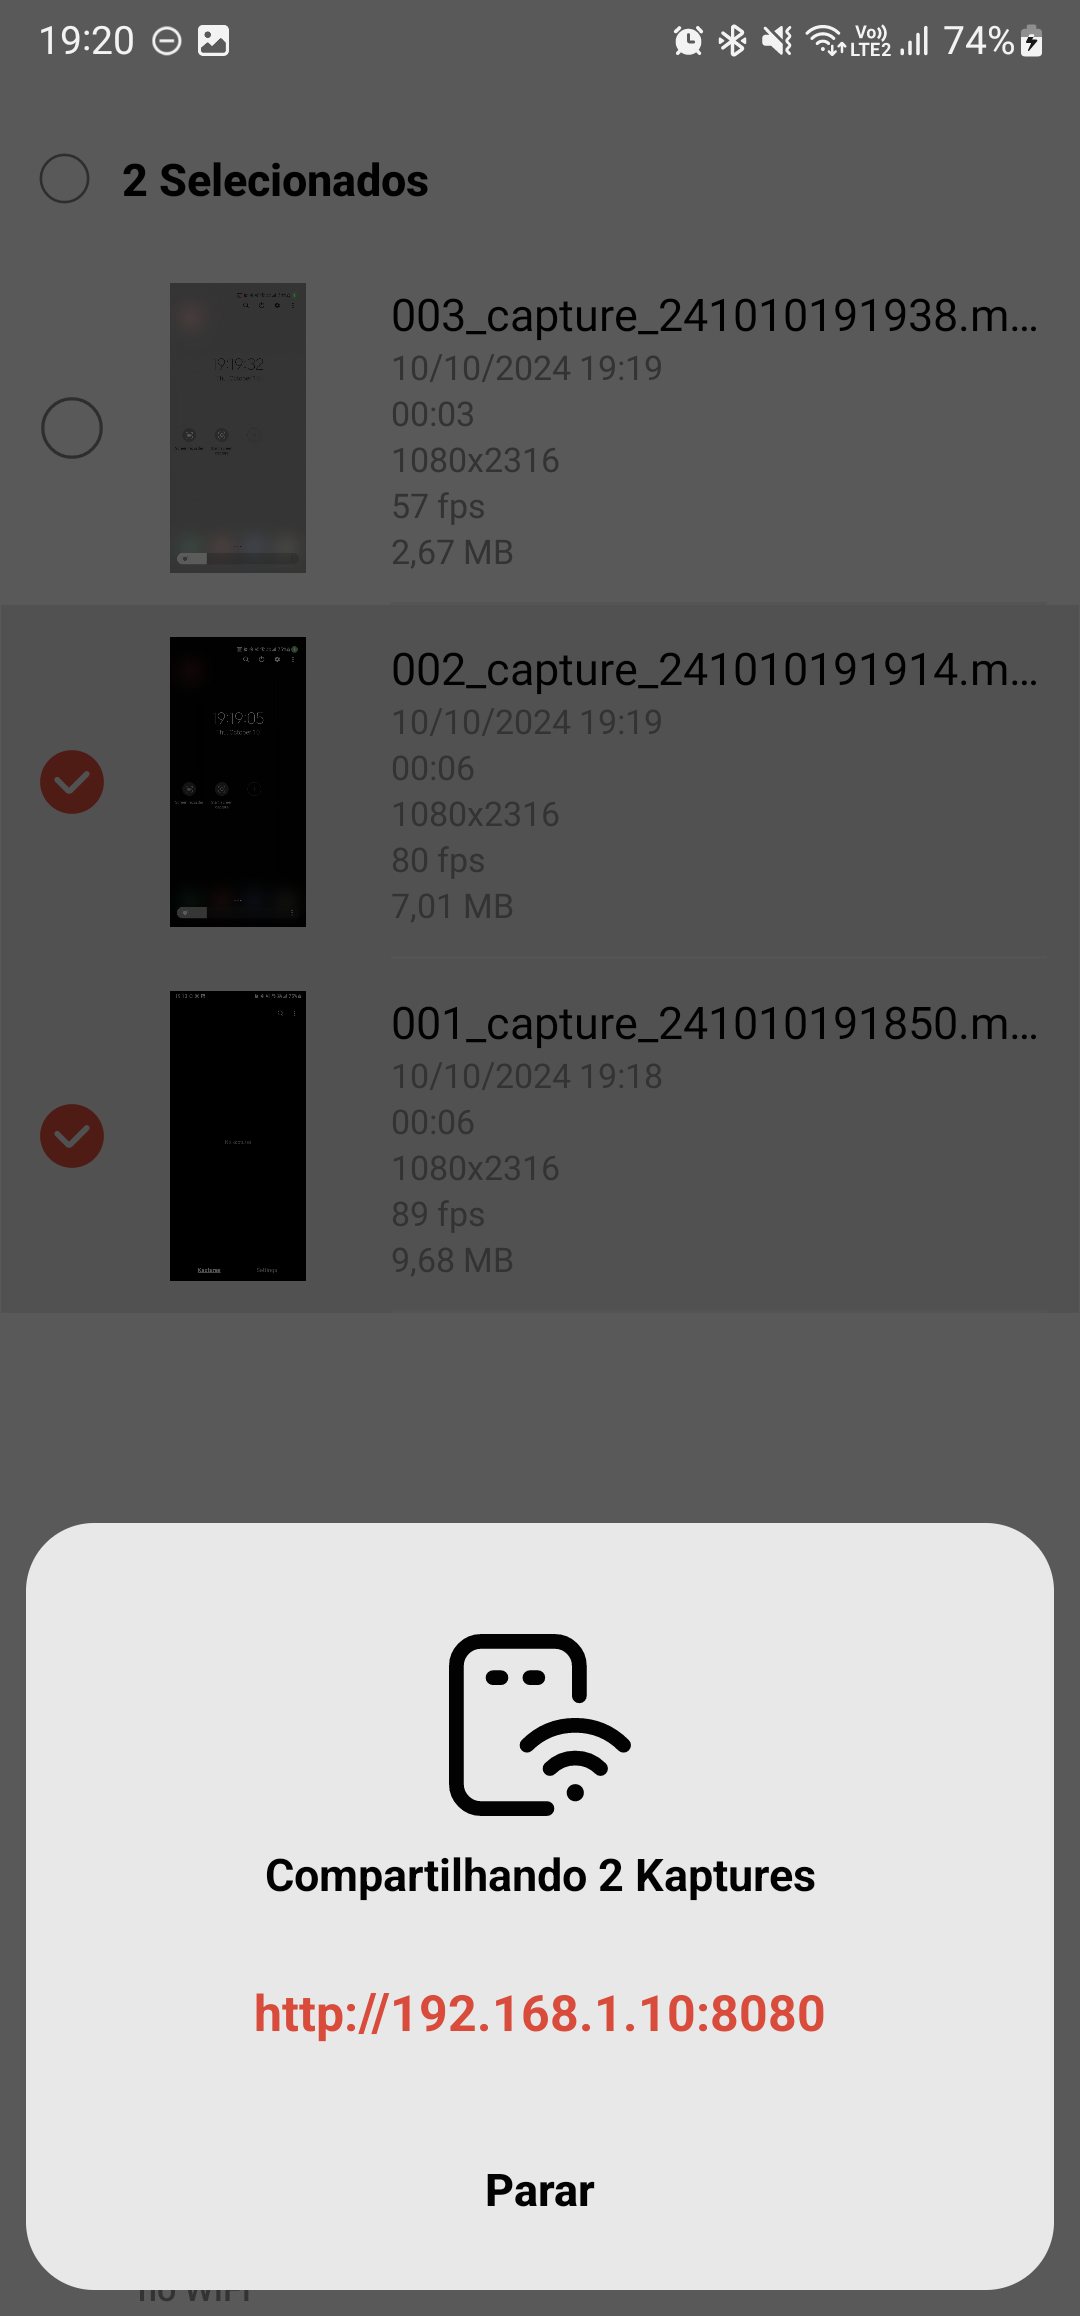 19:20 Vo)) LTE2 74%
2 Selecionados
19:19:32
003_capture_241010191938.m...
10/10/2024 19:19
00:03
1080x2316
57 fps
2,67 MB
19:19:05
002_capture_241010191914.m...
10/10/2024 19:19
00:06
1080x2316
80 fps
7,01 MB
001_capture_241010191850.m...
10/10/2024 19:18
00:06
1080x2316
89 fps
9,68 MB
Kaptures Settings
Compartilhando 2 Kaptures
http://192.168.1.10:8080
Parar
no WiFi